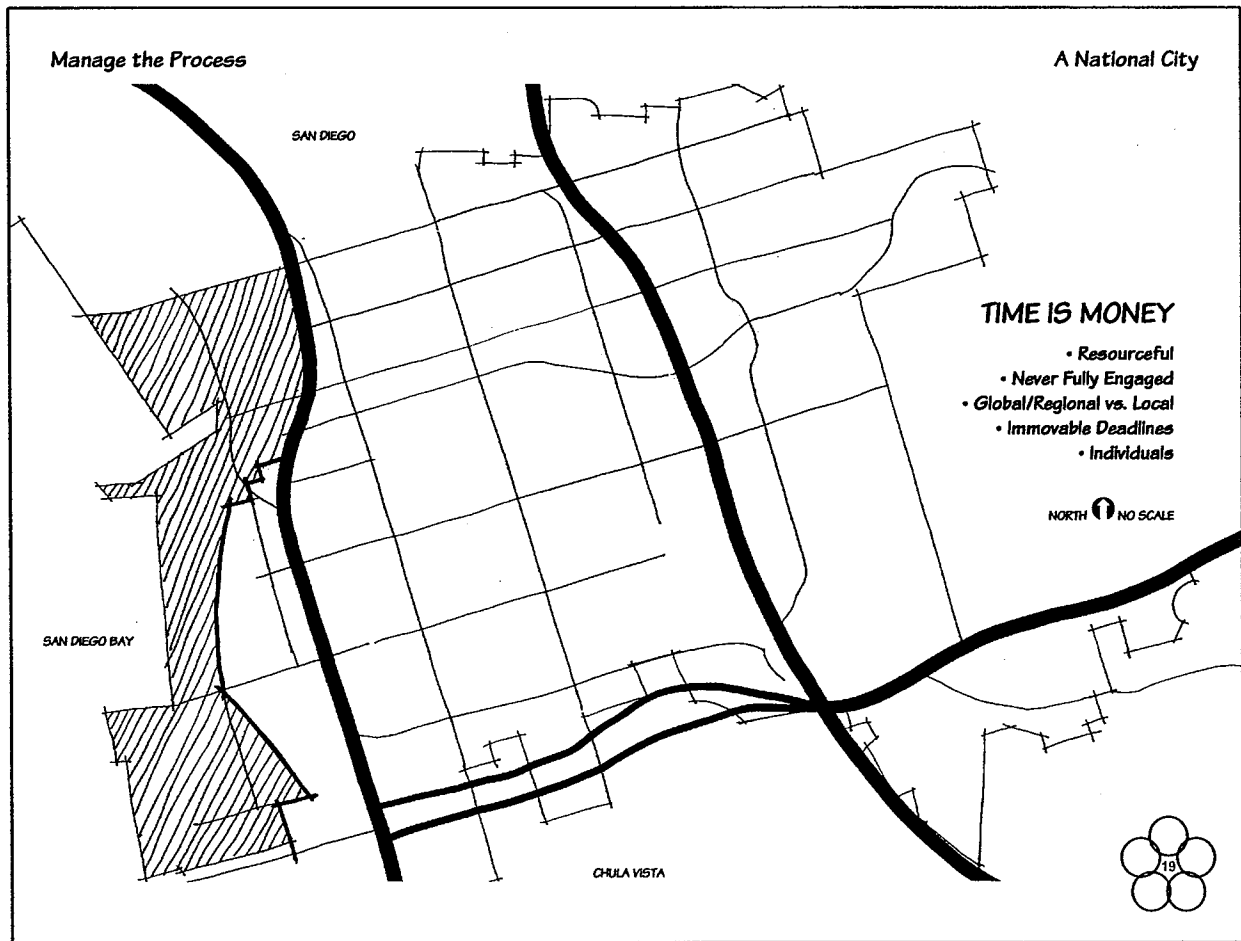 Manage the Process
A National City
SAN DIEGO
TIME IS MONEY
• Resourceful
• Never Fully Engaged
• Global/Regional vs. Local
• Immovable Deadlines
• Individuals
NORTH NO SCALE
SAN DIEGO BAY
CHULA VISTA
19